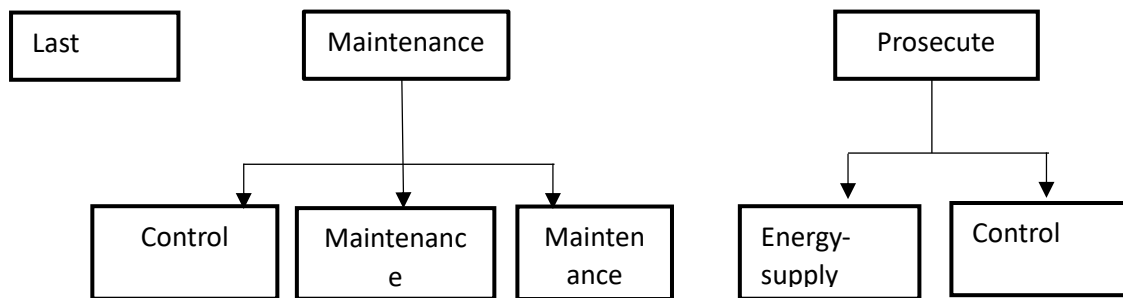 Last
Maintenance
Prosecute
Control
Maintenanc
e
Mainten
ance
Energy-
supply
Control